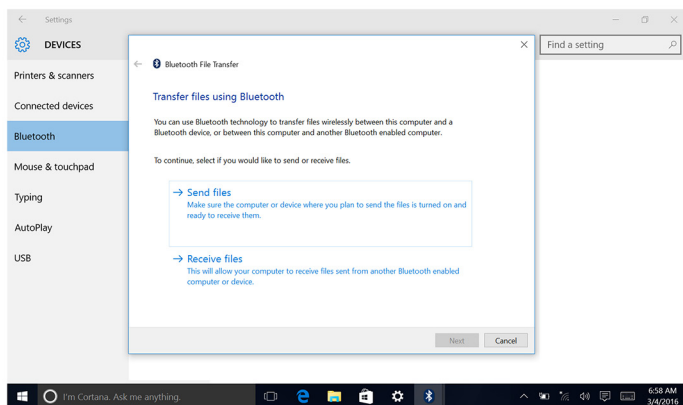 Settings
DEVICES
Find a setting
Printers & scanners
Connected devices
Bluetooth
Mouse & touchpad
Typing
AutoPlay
USB
Bluetooth File Transfer
Transfer files using Bluetooth
You can use Bluetooth technology to transfer files wirelessly between this computer and a
Bluetooth device, or between this computer and another Bluetooth enabled computer.
To continue, select if you would like to send or receive files.
Send files
Make sure the computer or device where you plan to send the files is turned on and
ready to receive them.
Receive files
This will allow your computer to receive files sent from another Bluetooth enabled
computer or device.
Next
Cancel
I'm Cortana. Ask me anything.
6:58 AM
3/4/2016